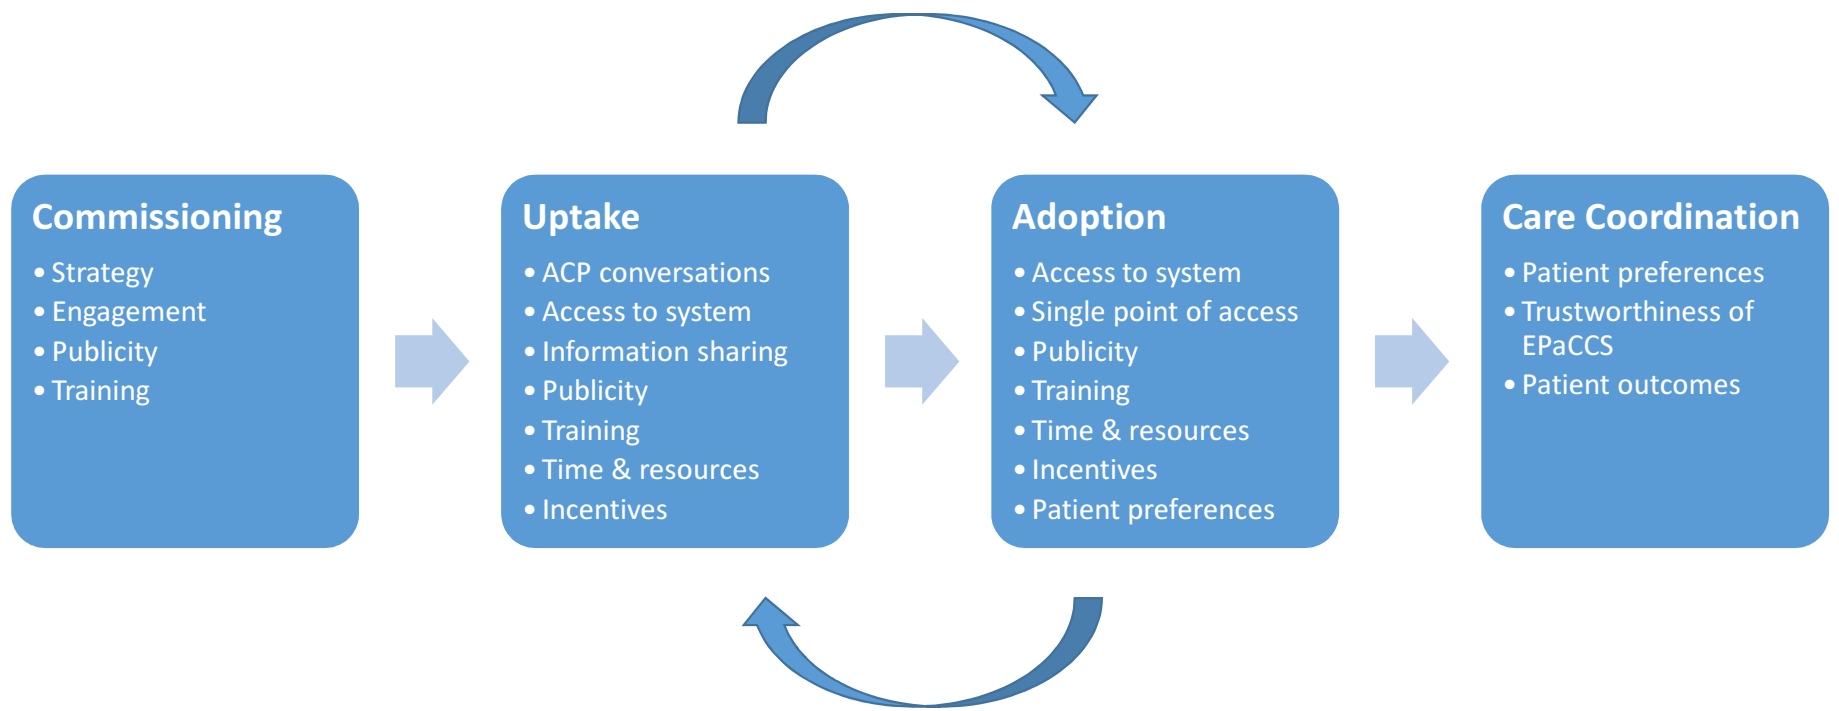 Commissioning
• Strategy
• Engagement
• Publicity
• Training
Uptake
• ACP conversations
• Access to system
• Information sharing
• Publicity
• Training
• Time & resources
• Incentives
Adoption
• Access to system
• Single point of access
• Publicity
• Training
• Time & resources
• Incentives
• Patient preferences
Care Coordination
• Patient preferences
• Trustworthiness of
EPaCCS
• Patient outcomes